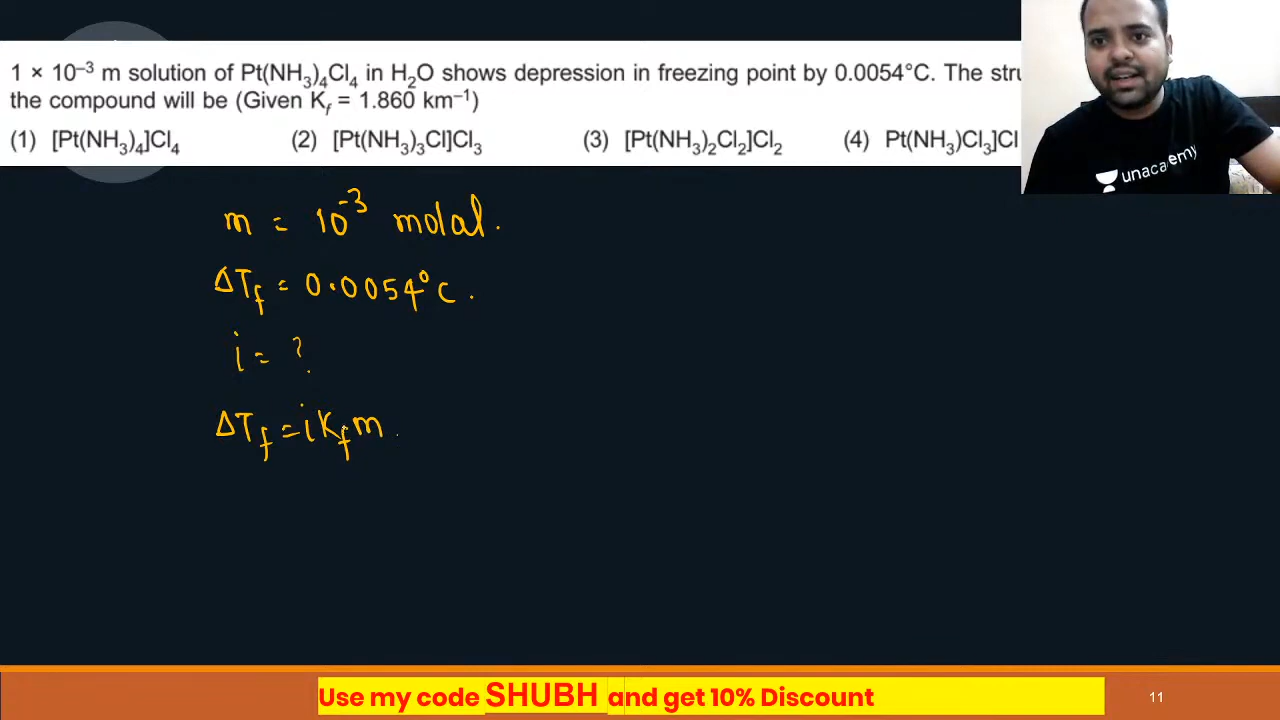 1 × 10⁻³ m solution of Pt(NH₃)₄Cl₄ in H₂O shows depression in freezing point by 0.0054°C. The stru
the compound will be (Given K_f = 1.860 km⁻¹)
(1) [Pt(NH₃)₄]Cl₄ (2) [Pt(NH₃)₃Cl]Cl₃ (3) [Pt(NH₃)₂Cl₂]Cl₂ (4) Pt(NH₃)Cl₃]Cl
unacademy
m = 10⁻³ molal.
ΔT_f = 0.0054°C.
i = ?
ΔT_f = i K_f m
Use my code SHUBH and get 10% Discount
11